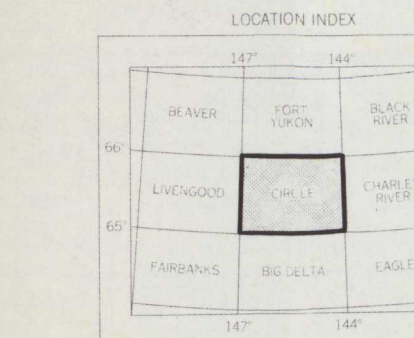 LOCATION INDEX
147° 144°
BEAVER FORT YUKON BLACK RIVER
66°
LIVENGOOD CIRCLE CHARLEY RIVER
65°
FAIRBANKS BIG DELTA EAGLE
147° 144°